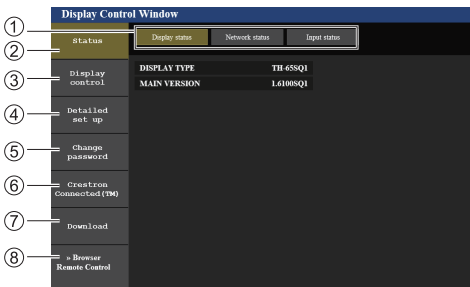 Display Control Window
① Display status Network status Input status
② Status
DISPLAY TYPE TH-65SQ1
MAIN VERSION 1.6100SQ1
③ Display
control
④ Detailed
set up
⑤ Change
password
⑥ Crestron
Connected(TM)
⑦ Download
⑧ » Browser
Remote Control